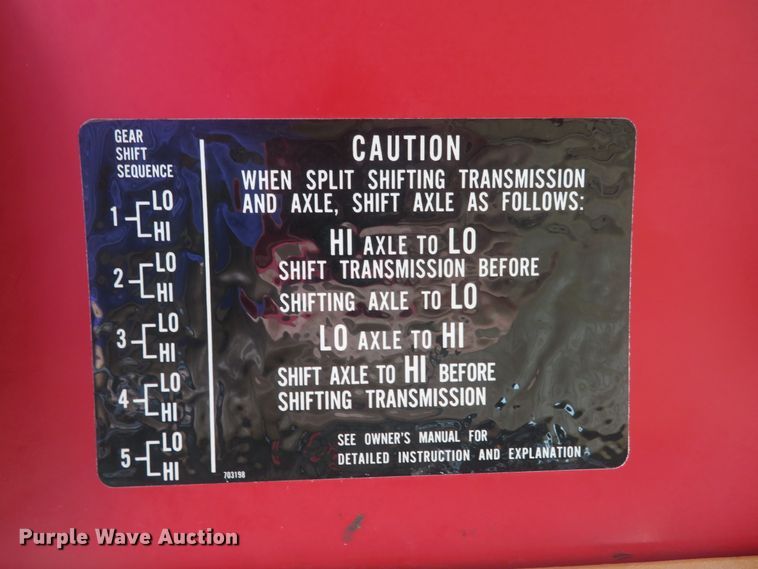 GEAR
SHIFT
SEQUENCE
1 LO
HI
2 LO
HI
3 LO
HI
4 LO
HI
5 LO
HI
CAUTION
WHEN SPLIT SHIFTING TRANSMISSION
AND AXLE, SHIFT AXLE AS FOLLOWS:
HI AXLE TO LO
SHIFT TRANSMISSION BEFORE
SHIFTING AXLE TO LO
LO AXLE TO HI
SHIFT AXLE TO HI BEFORE
SHIFTING TRANSMISSION
SEE OWNER'S MANUAL FOR
DETAILED INSTRUCTION AND EXPLANATION
703198
Purple Wave Auction